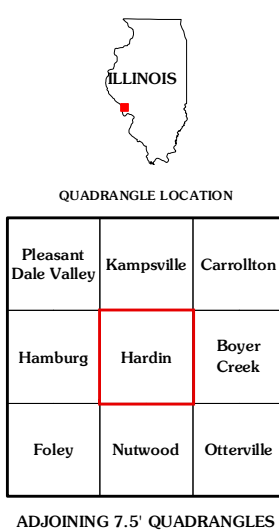 ILLINOIS
QUADRANGLE LOCATION
Pleasant
Dale Valley
Kampsville
Carrollton
Hamburg
Hardin
Boyer
Creek
Foley
Nutwood
Otterville
ADJOINING 7.5' QUADRANGLES